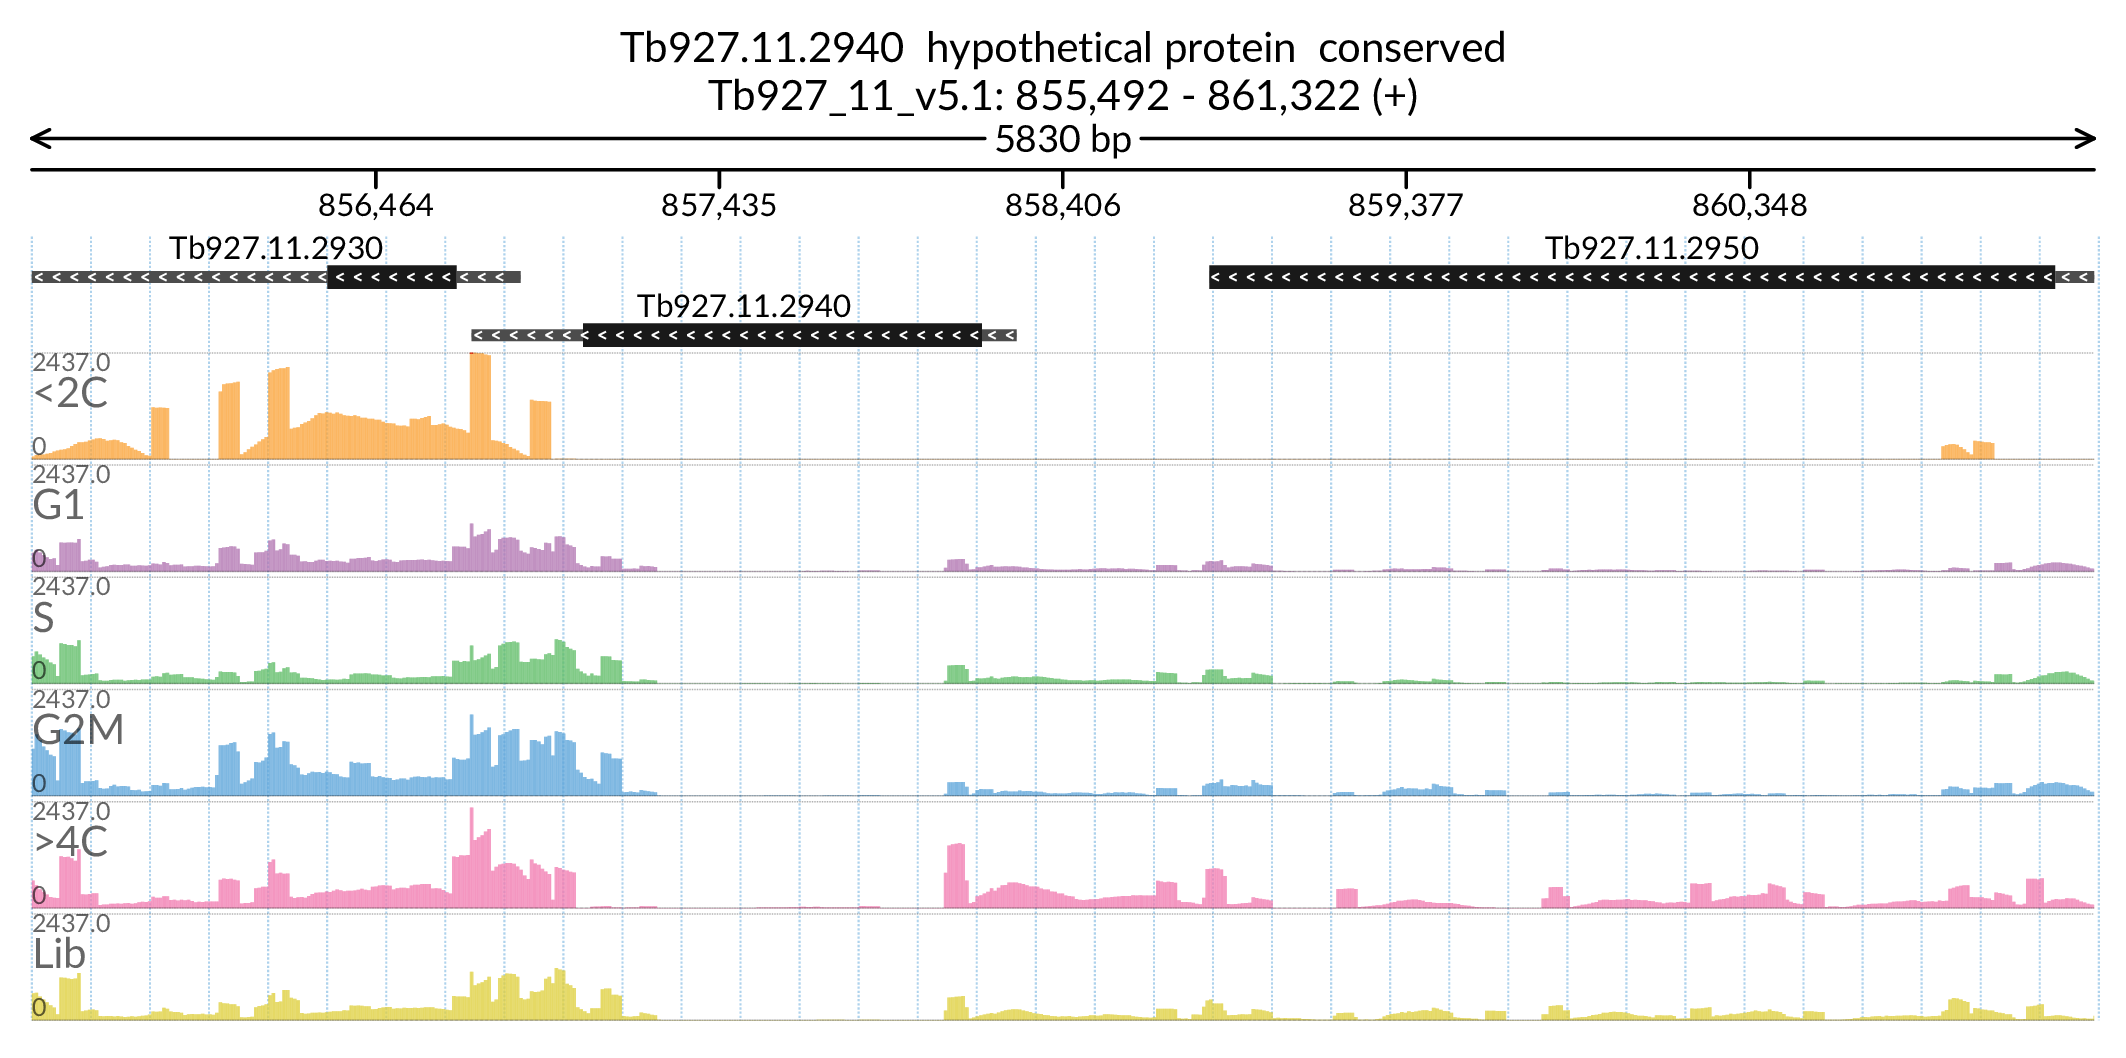 Tb927.11.2940  hypothetical protein  conserved
Tb927_11_v5.1: 855,492 - 861,322 (+)
5830 bp
856,464 857,435 858,406 859,377 860,348
Tb927.11.2930 Tb927.11.2950
Tb927.11.2940
2437.0
<2C
0
2437.0
G1
0
2437.0
S
0
2437.0
G2M
0
2437.0
>4C
0
2437.0
Lib
0